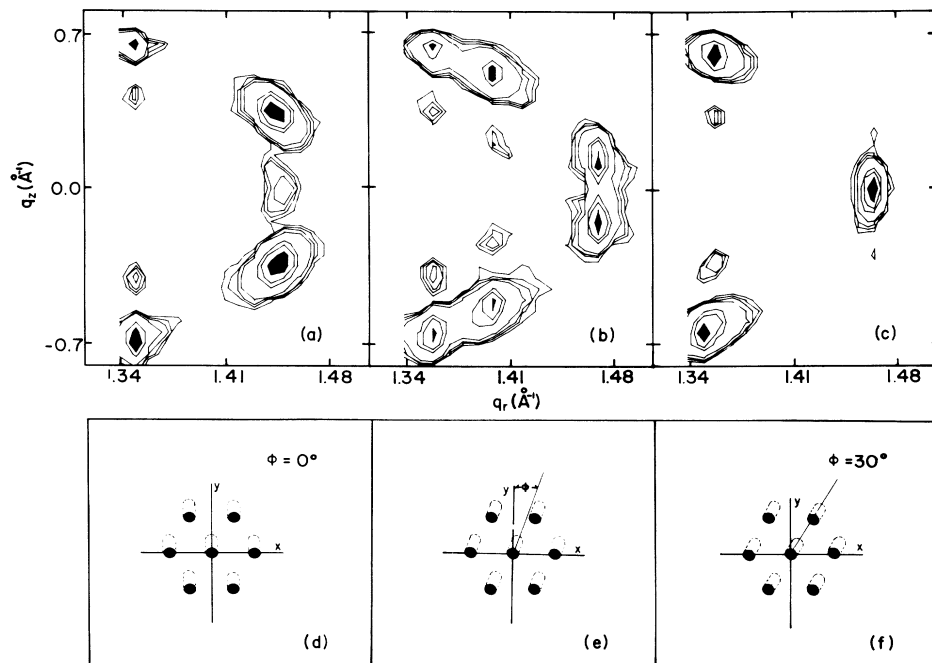 0.7
0.0
-0.7
q_z (Å⁻¹)
(a)
(b)
(c)
1.34
1.41
1.48
1.34
1.41
1.48
1.34
1.41
1.48
q_r (Å⁻¹)
Φ = 0°
y
x
(d)
y
Φ
x
(e)
Φ = 30°
y
x
(f)